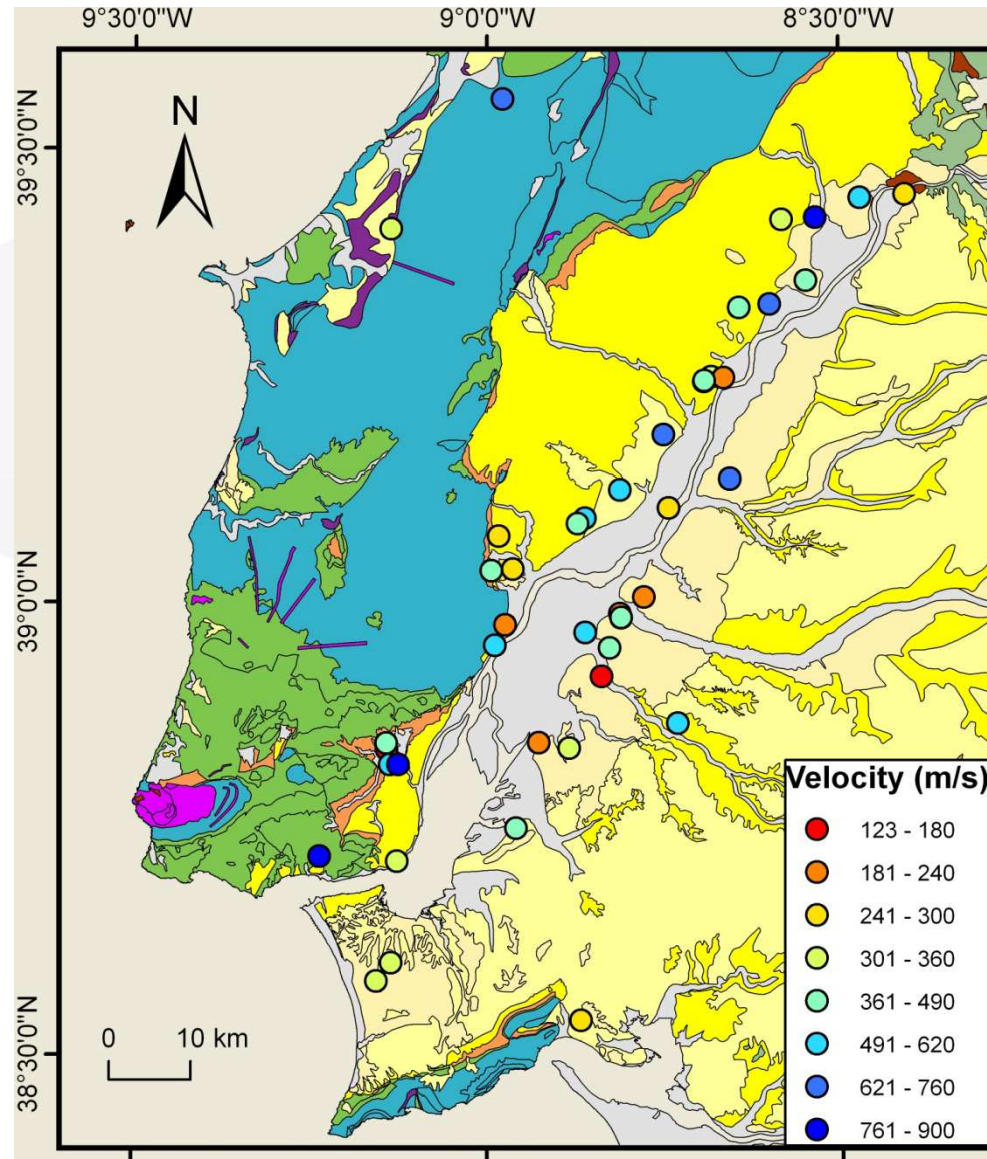 9°30'0"W 9°0'0"W 8°30'0"W
N
39°30'0"N
39°0'0"N
38°30'0"N
0 10 km
Velocity (m/s)
123 - 180
181 - 240
241 - 300
301 - 360
361 - 490
491 - 620
621 - 760
761 - 900